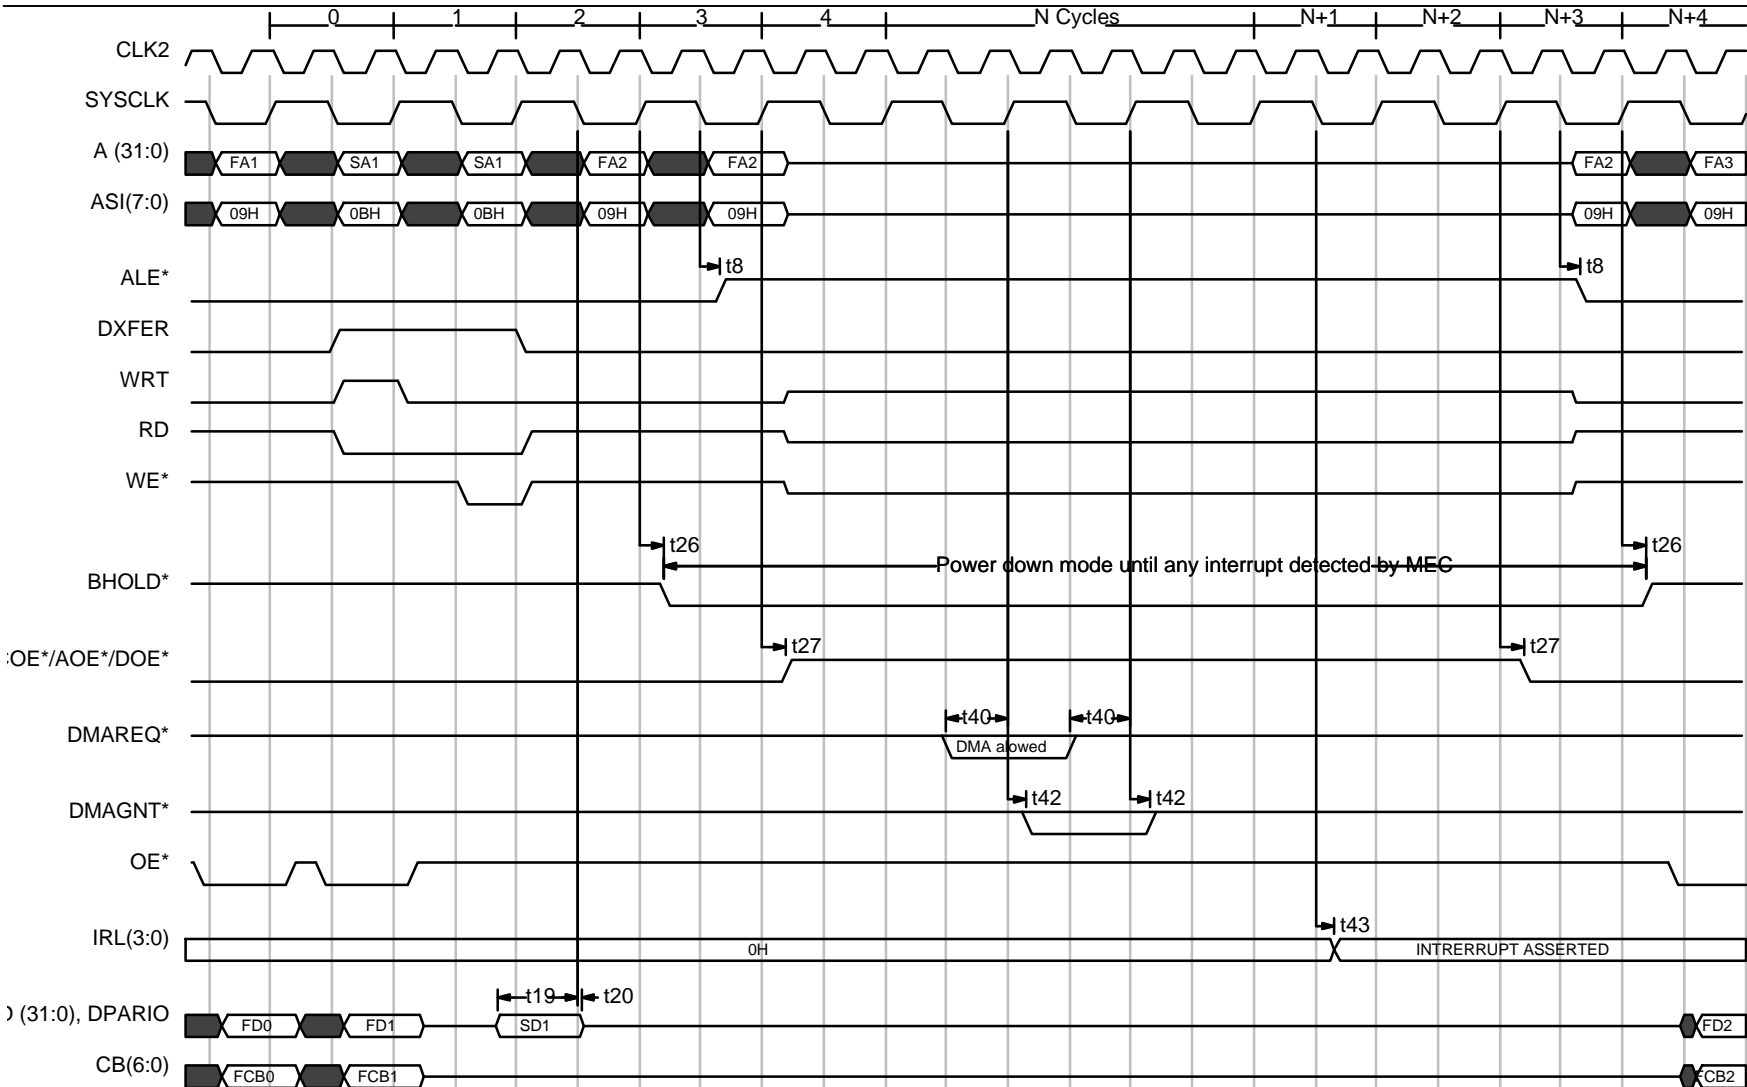 0 1 2 3 4 N Cycles N+1 N+2 N+3 N+4
CLK2
SYSCLK
A (31:0) FA1 SA1 SA1 FA2 FA2 FA2 FA3
ASI(7:0) 09H 0BH 0BH 09H 09H 09H 09H
t8 t8
ALE*
DXFER
WRT
RD
WE*
t26 t26
Power down mode until any interrupt detected by MEC
BHOLD*
t27 t27
OE*/AOE*/DOE*
t40 t40
DMAREQ* DMA alowed
t42 t42
DMAGNT*
OE*
t43
IRL(3:0) 0H INTRERRUPT ASSERTED
t19 t20
(31:0), DPARIO FD0 FD1 SD1 FD2
CB(6:0) FCB0 FCB1 FCB2